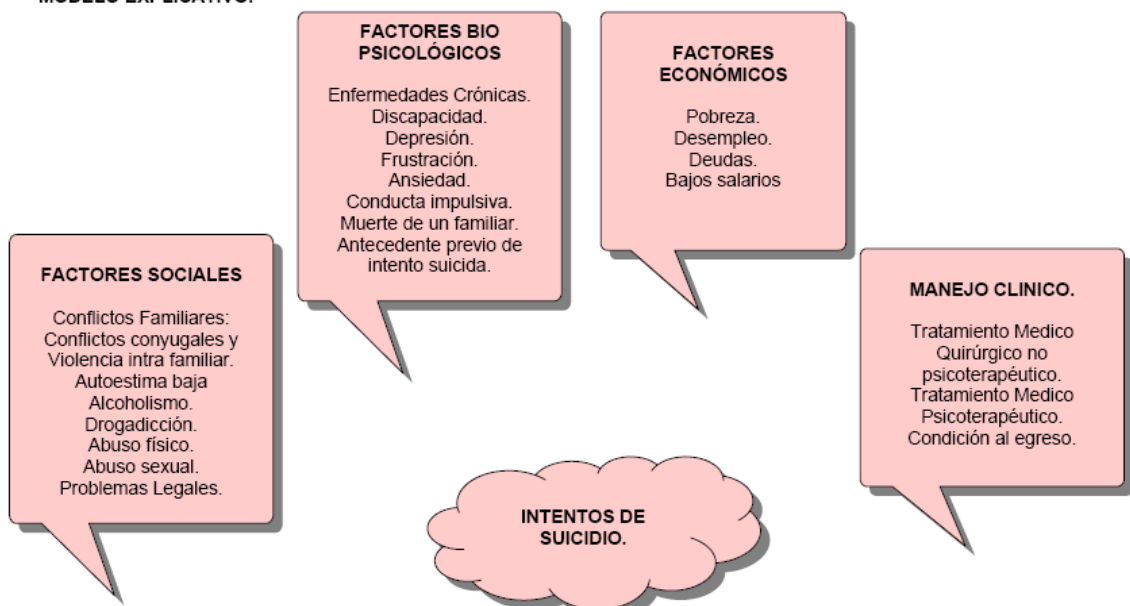 MODELO EXPLICATIVO.
FACTORES BIO
PSICOLÓGICOS
Enfermedades Crónicas.
Discapacidad.
Depresión.
Frustración.
Ansiedad.
Conducta impulsiva.
Muerte de un familiar.
Antecedente previo de
intento suicida.
FACTORES
ECONÓMICOS
Pobreza.
Desempleo.
Deudas.
Bajos salarios
FACTORES SOCIALES
Conflictos Familiares:
Conflictos conyugales y
Violencia intra familiar.
Autoestima baja
Alcoholismo.
Drogadicción.
Abuso físico.
Abuso sexual.
Problemas Legales.
MANEJO CLINICO.
Tratamiento Medico
Quirúrgico no
psicoterapéutico.
Tratamiento Medico
Psicoterapéutico.
Condición al egreso.
INTENTOS DE
SUICIDIO.